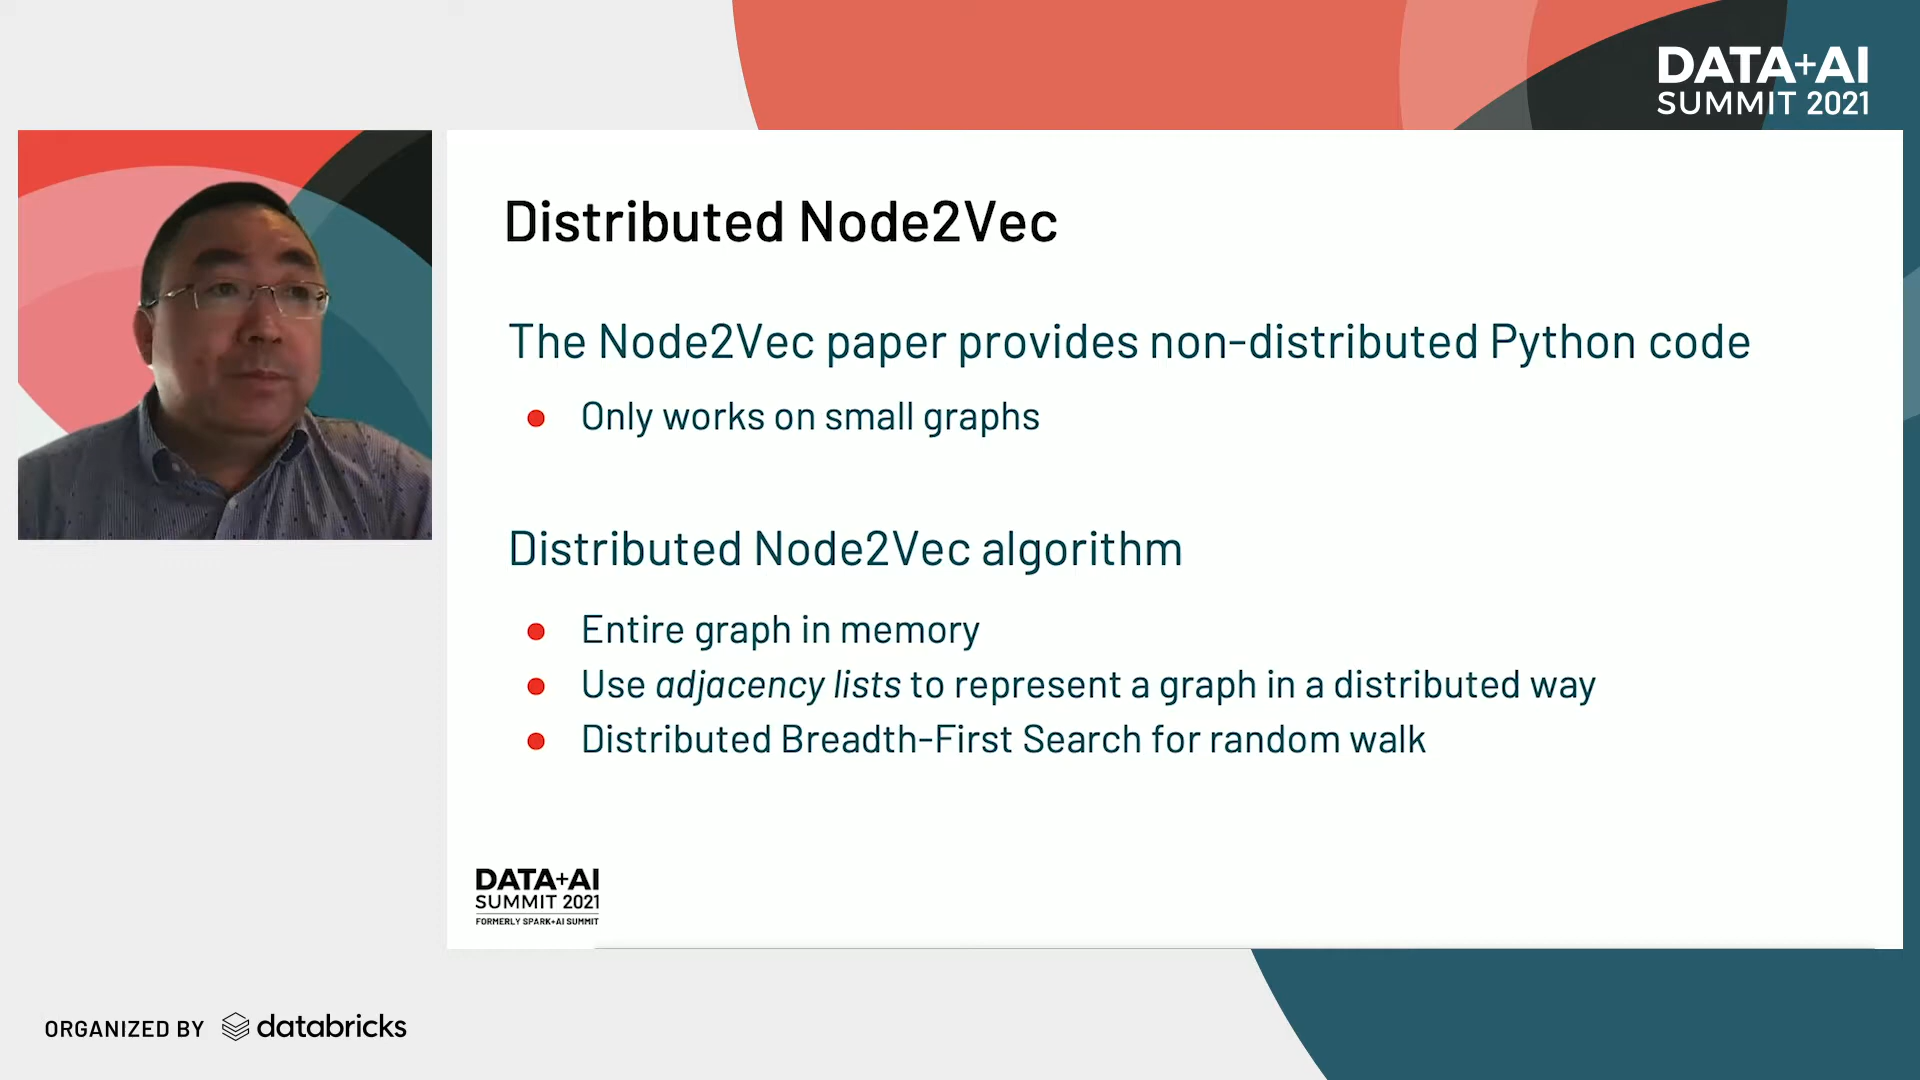 DATA+AI
SUMMIT 2021
Distributed Node2Vec
The Node2Vec paper provides non-distributed Python code
Only works on small graphs
Distributed Node2Vec algorithm
Entire graph in memory
Use adjacency lists to represent a graph in a distributed way
Distributed Breadth-First Search for random walk
DATA+AI
SUMMIT 2021
FORMERLY SPARK+AI SUMMIT
ORGANIZED BY databricks